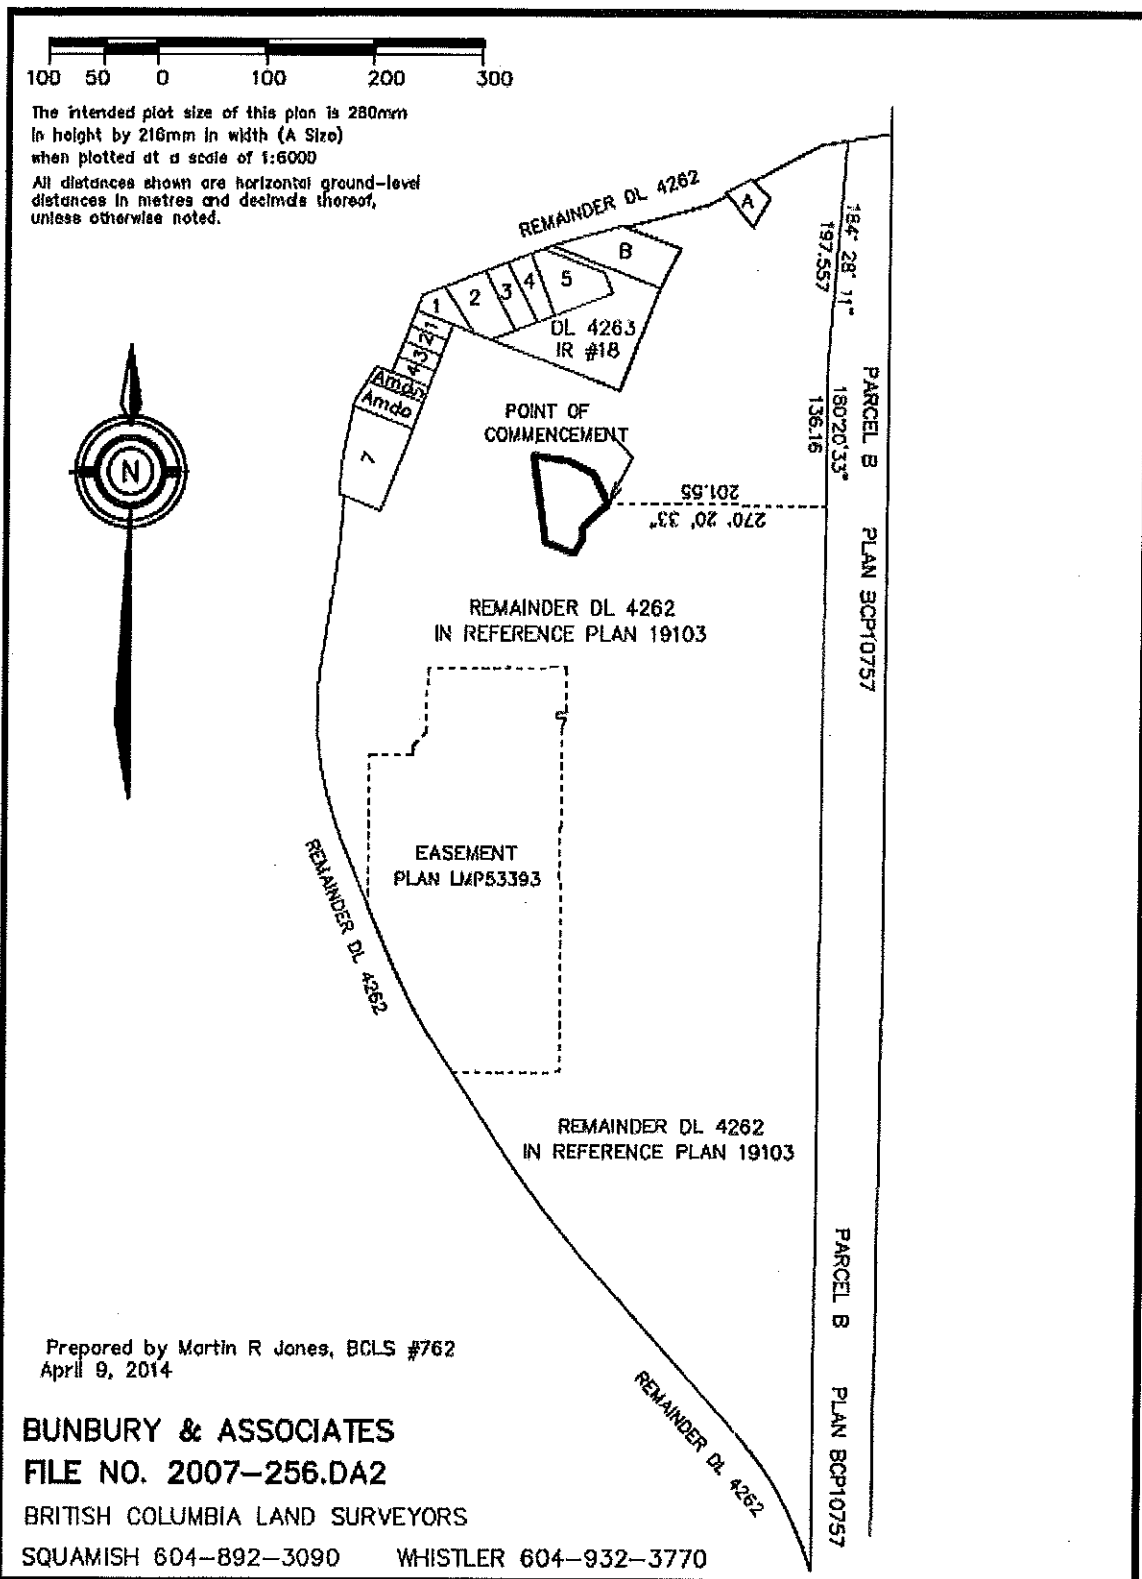 100 50 0 100 200 300
The intended plot size of this plan is 280mm
in height by 216mm in width (A Size)
when plotted at a scale of 1:6000
All distances shown are horizontal ground-level
distances in metres and decimals thereof,
unless otherwise noted.
REMAINDER DL 4262
A
B
1
2
3
4
5
DL 4263
IR #18
1
2
3
4
Amdn
Amdo
7
N
184° 28' 11"
197.557
180°20'33"
136.16
PARCEL B PLAN BCP10757
POINT OF
COMMENCEMENT
201.55
270° 20' 33"
REMAINDER DL 4262
IN REFERENCE PLAN 19103
EASEMENT
PLAN LMP53393
REMAINDER DL 4262
REMAINDER DL 4262
IN REFERENCE PLAN 19103
PARCEL B PLAN BCP10757
REMAINDER DL 4262
Prepared by Martin R Jones, BCLS #762
April 9, 2014
BUNBURY & ASSOCIATES
FILE NO. 2007-256.DA2
BRITISH COLUMBIA LAND SURVEYORS
SQUAMISH 604-892-3090 WHISTLER 604-932-3770